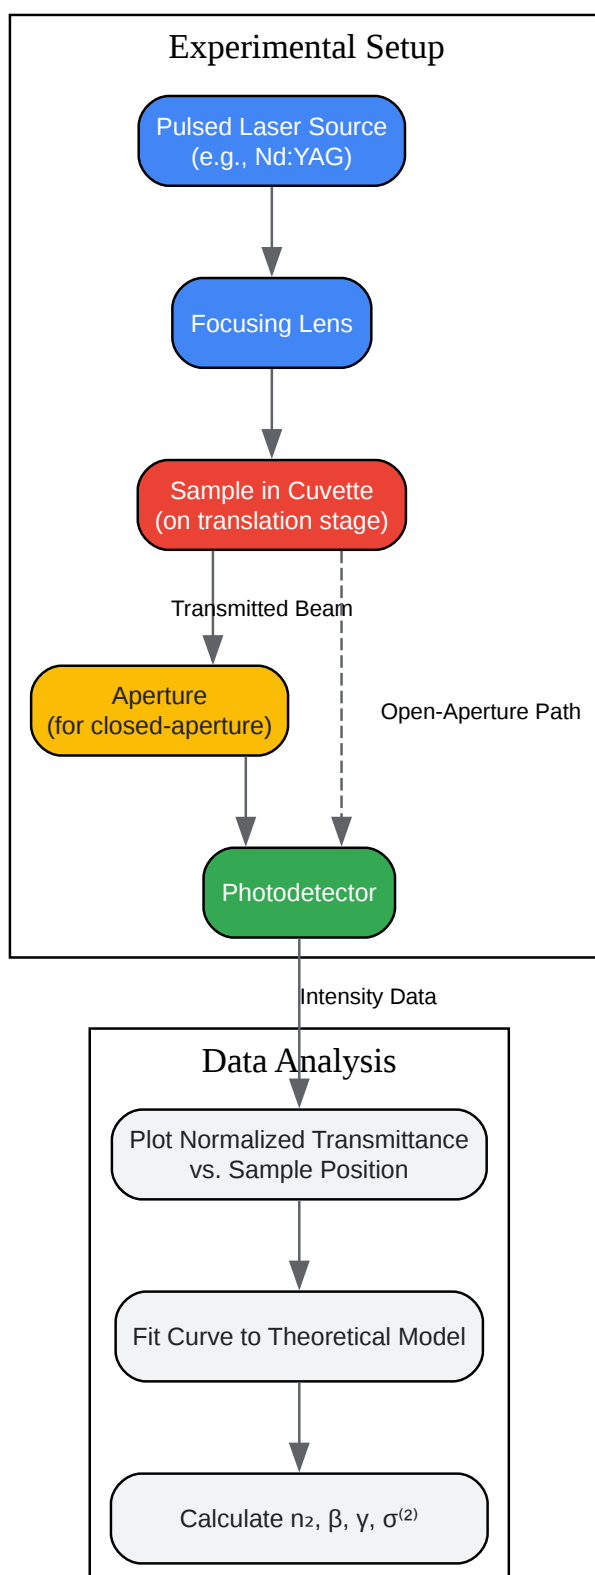 Experimental Setup
Pulsed Laser Source
(e.g., Nd:YAG)
Focusing Lens
Sample in Cuvette
(on translation stage)
Transmitted Beam
Aperture
(for closed-aperture)
Open-Aperture Path
Photodetector
Intensity Data
Data Analysis
Plot Normalized Transmittance
vs. Sample Position
Fit Curve to Theoretical Model
Calculate n₂, β, γ, σ⁽²⁾